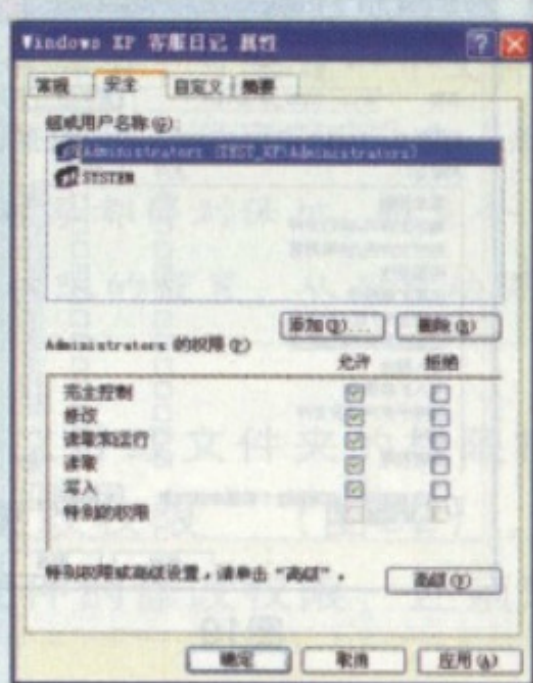 Windows XP 客服日记 属性
常规 安全 自定义 摘要
组或用户名称(G)
Administrators (TEST_XP\Administrators)
SYSTEM
添加(D)... 删除(R)
Administrators 的权限(P) 允许 拒绝
完全控制
修改
读取和运行
读取
写入
特别的权限
特别权限或高级设置，请单击“高级”。 高级(V)
确定 取消 应用(A)